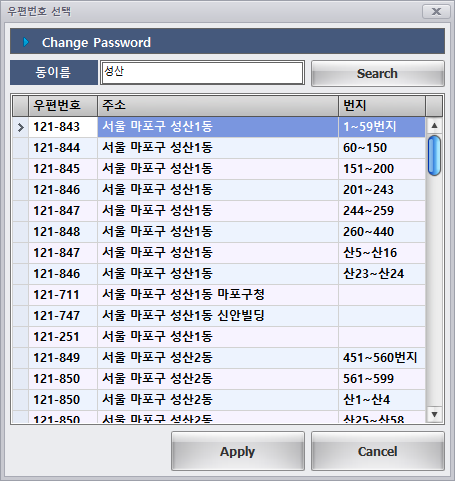 우편번호 선택
Change Password
동이름 성산 Search
우편번호 주소 번지
121-843 서울 마포구 성산1동 1~59번지
121-844 서울 마포구 성산1동 60~150
121-845 서울 마포구 성산1동 151~200
121-846 서울 마포구 성산1동 201~243
121-847 서울 마포구 성산1동 244~259
121-848 서울 마포구 성산1동 260~440
121-847 서울 마포구 성산1동 산5~산16
121-846 서울 마포구 성산1동 산23~산24
121-711 서울 마포구 성산1동 마포구청
121-747 서울 마포구 성산1동 신안빌딩
121-251 서울 마포구 성산1동
121-849 서울 마포구 성산2동 451~560번지
121-850 서울 마포구 성산2동 561~599
121-850 서울 마포구 성산2동 산1~산4
121-850 서울 마포구 성산2동 산25~산58
Apply Cancel